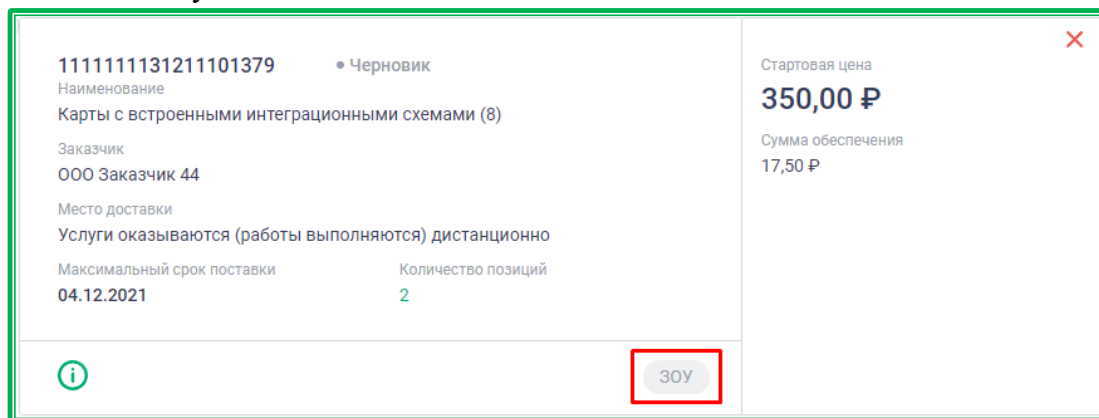 1111111131211101379 • Черновик
Наименование
Карты с встроенными интеграционными схемами (8)
Заказчик
ООО Заказчик 44
Место доставки
Услуги оказываются (работы выполняются) дистанционно
Максимальный срок поставки Количество позиций
04.12.2021 2
ЗОУ
Стартовая цена
350,00 ₽
Сумма обеспечения
17,50 ₽